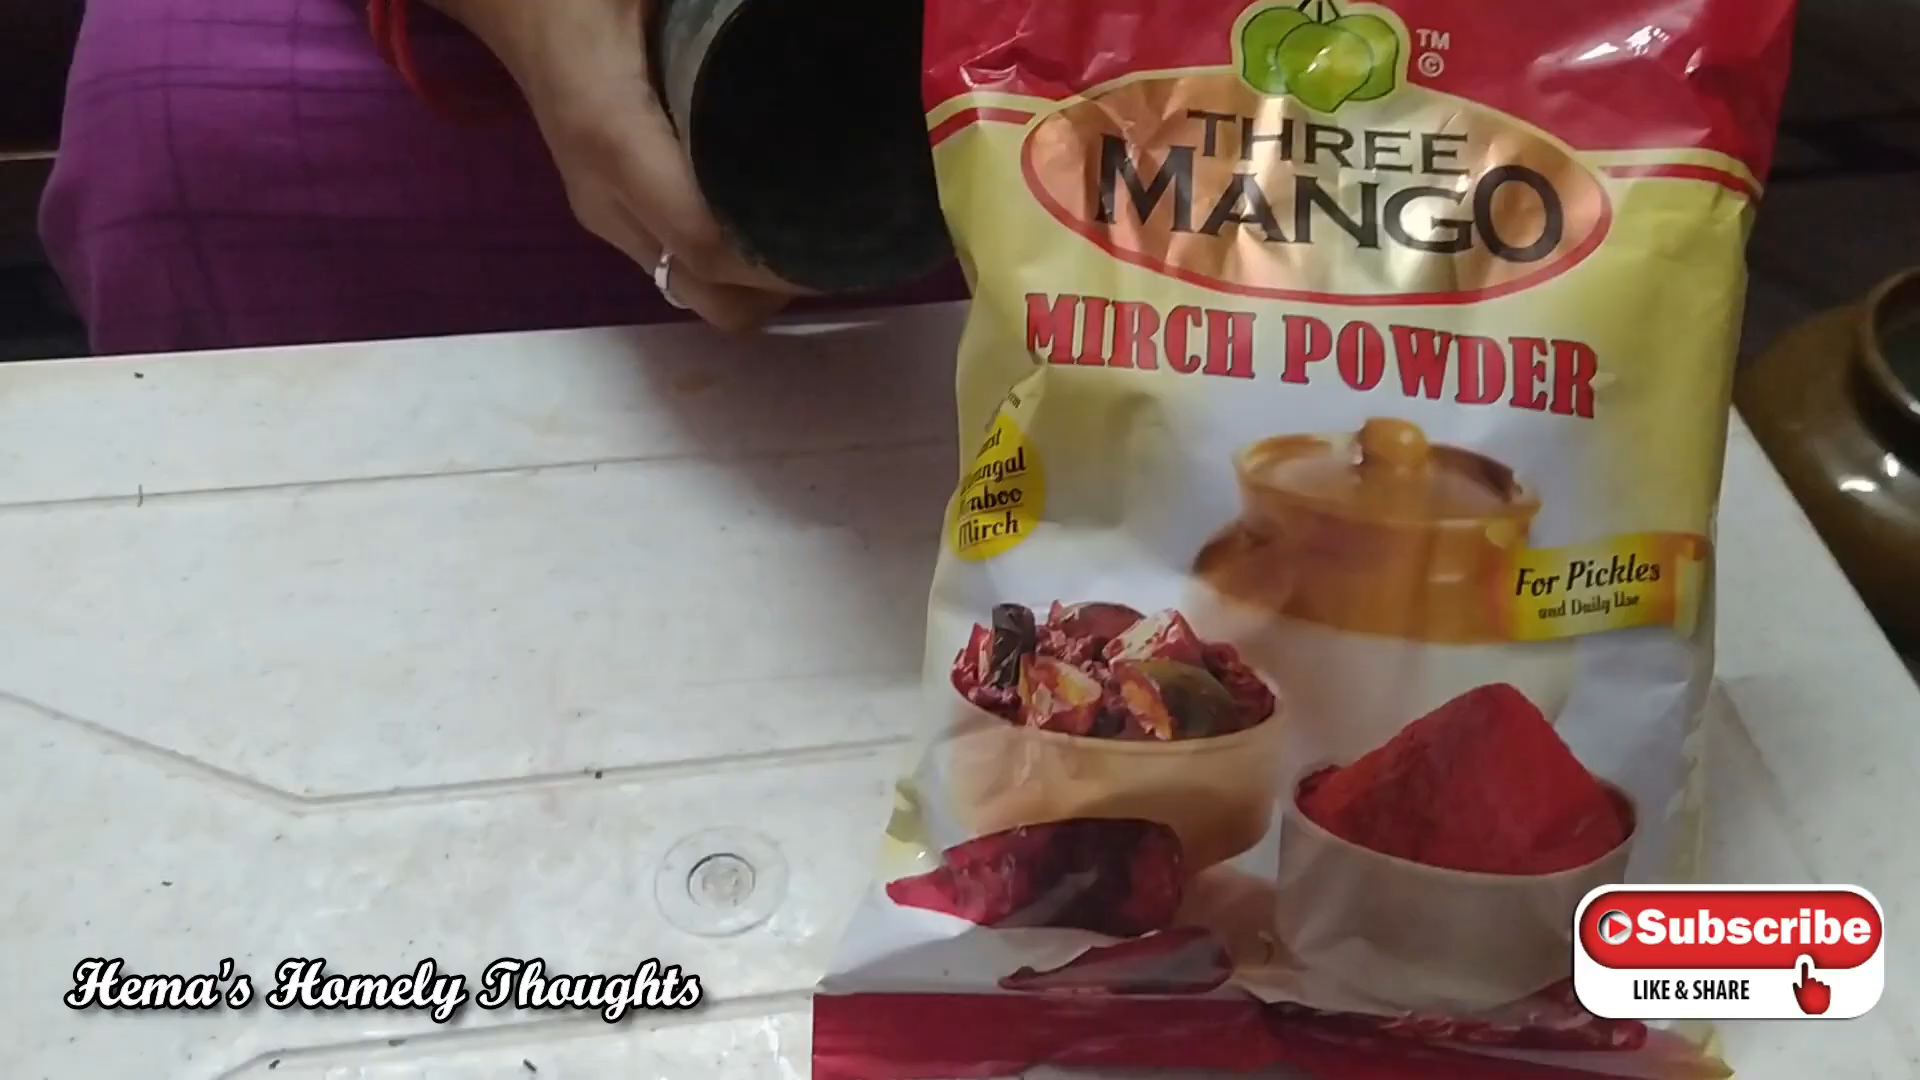 TM
©
THREE
MANGO
MIRCH POWDER
Mirch
For Pickles
and Daily Use
Hema's Homely Thoughts
Subscribe
LIKE & SHARE